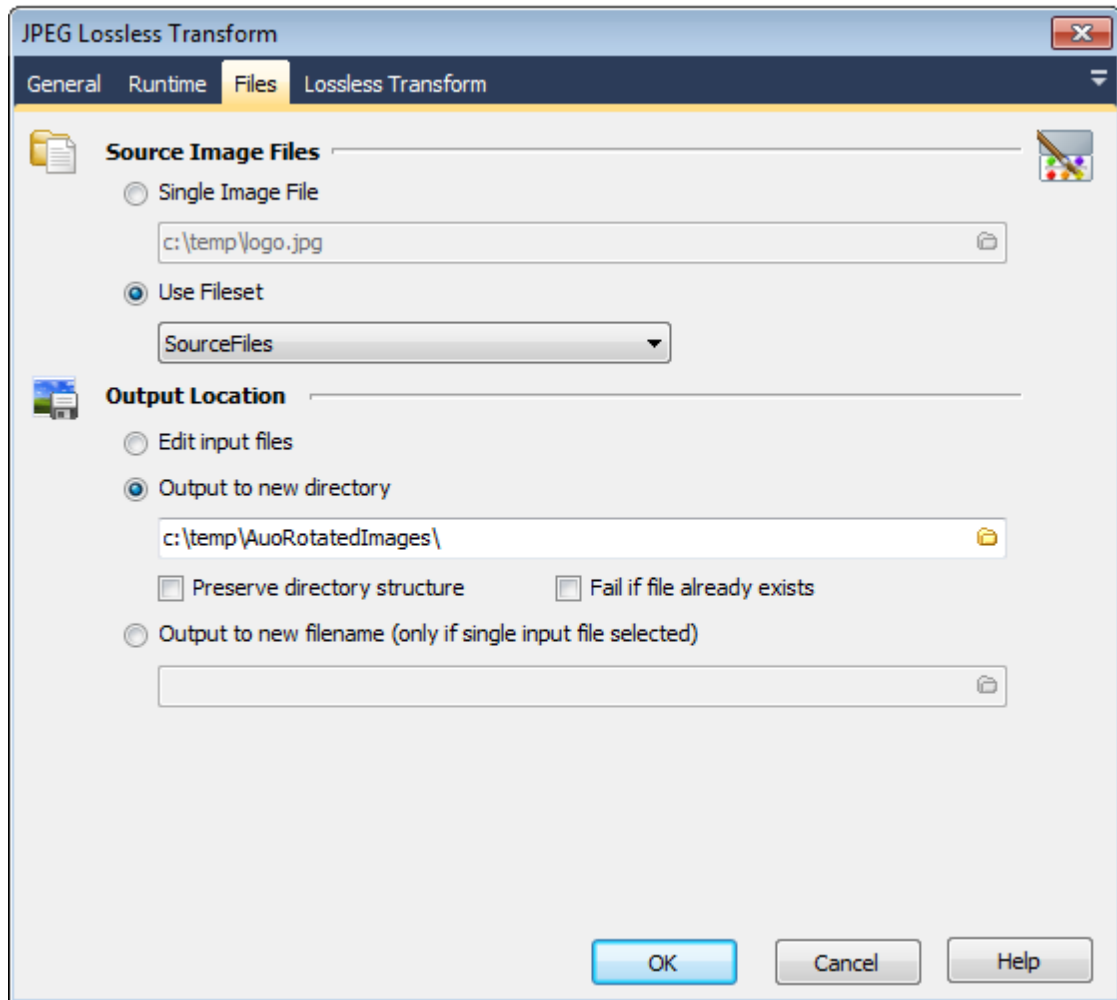 JPEG Lossless Transform
General Runtime Files Lossless Transform
Source Image Files
Single Image File
c:\temp\logo.jpg
Use Fileset
SourceFiles
Output Location
Edit input files
Output to new directory
c:\temp\AuoRotatedImages\
Preserve directory structure Fail if file already exists
Output to new filename (only if single input file selected)
OK Cancel Help